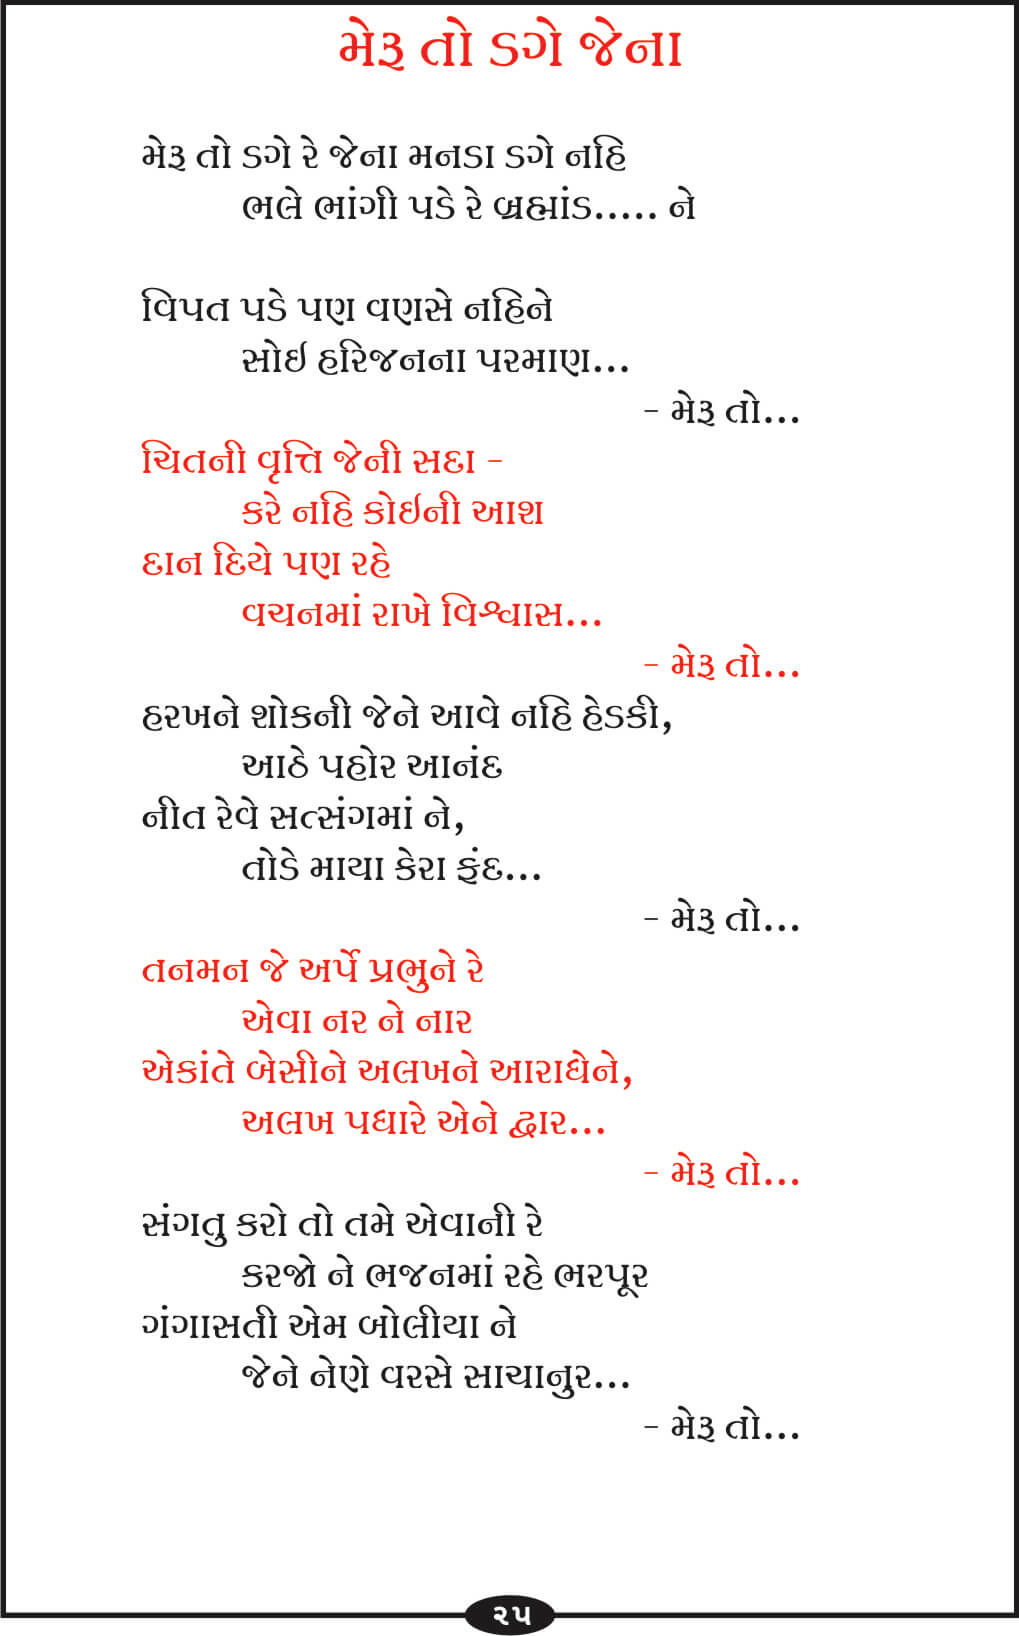 મેરૂ તો ડગે જેના
મેરૂ તો ડગે રે જેના મનડા ડગે નહિ
ભલે ભાંગી પડે રે બ્રહ્માંડ..... ને
વિપત પડે પણ વણસે નહિને
સોઈ હરિજનના પરમાણ...
- મેરૂ તો...
ચિતની વૃત્તિ જેની સદા -
કરે નહિ કોઈની આશ
દાન દિયે પણ રહે
વચનમાં રાખે વિશ્વાસ...
- મેરૂ તો...
હરખને શોકની જેને આવે નહિ હેડકી,
આઠે પહોર આનંદ
નીત રેવે સત્સંગમાં ને,
તોડે માયા કેરા ફંદ...
- મેરૂ તો...
તનમન જે અર્પે પ્રભુને રે
એવા નર ને નાર
એકાંતે બેસીને અલખને આરાધેને,
અલખ પધારે એને દ્વાર...
- મેરૂ તો...
સંગતુ કરો તો તમે એવાની રે
કરજો ને ભજનમાં રહે ભરપૂર
ગંગાસતી એમ બોલીયા ને
જેને નેણે વરસે સાચાનુર...
- મેરૂ તો...
૨૫